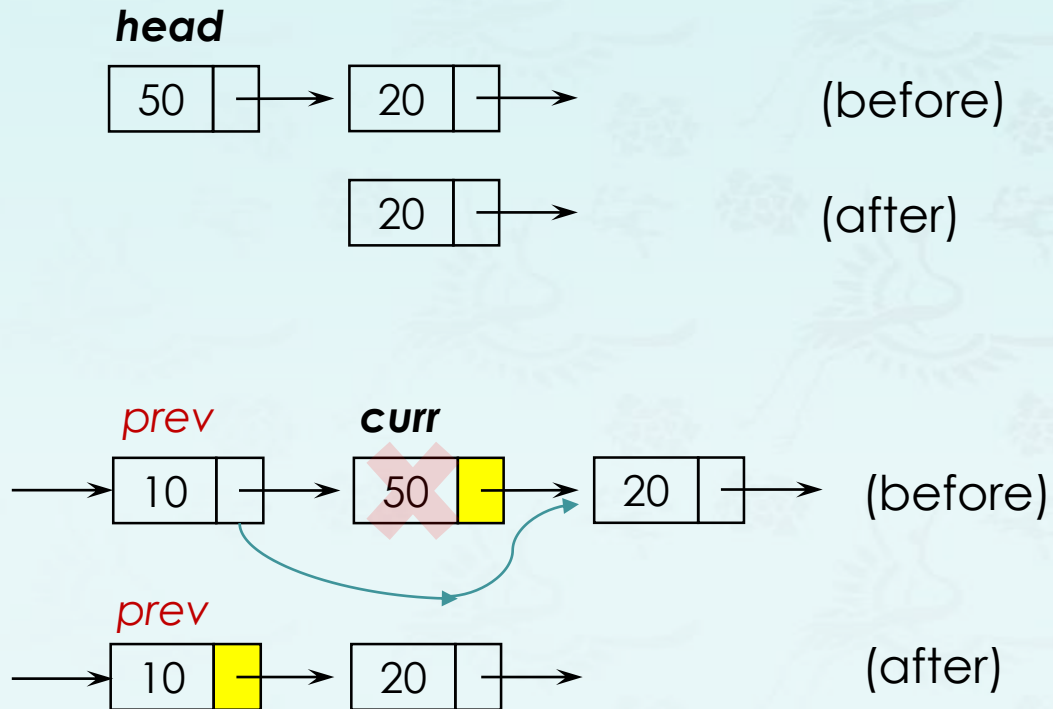 head
50 20 (before)
20 (after)
prev curr
10 50 20 (before)
prev
10 20 (after)